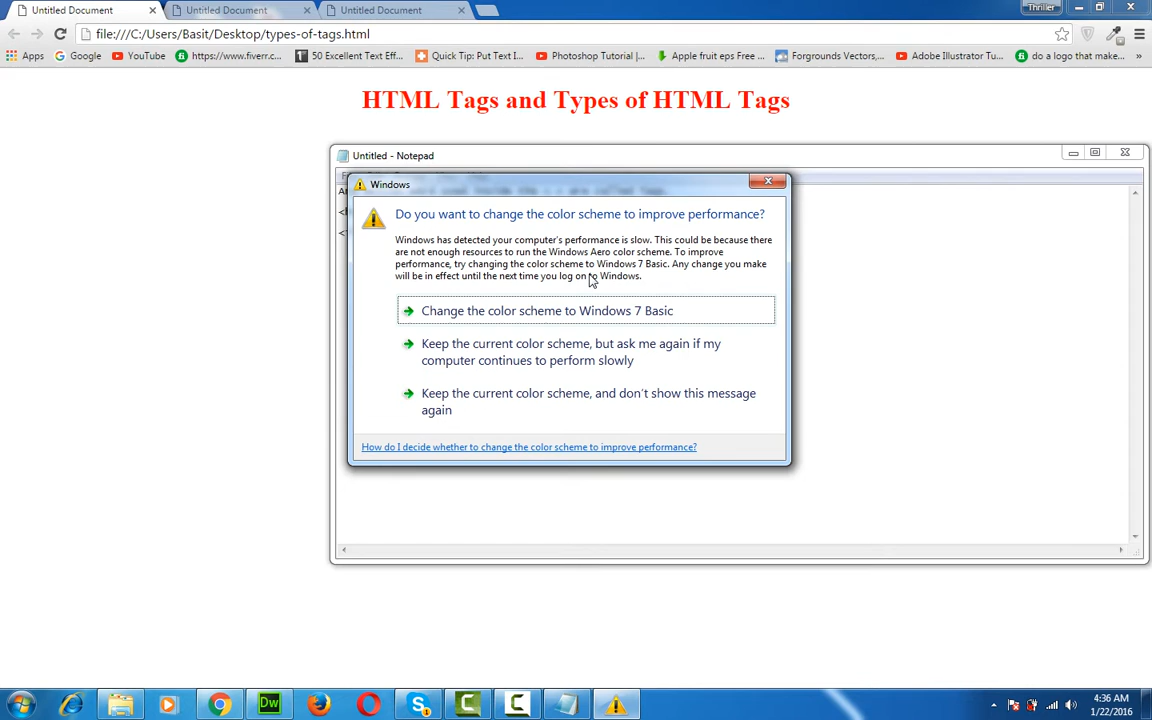 Untitled Document
Untitled Document
Untitled Document
Thriller
file:///C:/Users/Basit/Desktop/types-of-tags.html
Apps
Google
YouTube
https://www.fiverr.c...
50 Excellent Text Ef...
Quick Tip: Put Text I...
Photoshop Tutorial |...
Apple fruit eps Free ...
Forgrounds Vectors,...
Adobe Illustrator Tu...
do a logo that make...
»
HTML Tags and Types of HTML Tags
Untitled - Notepad
Windows
Do you want to change the color scheme to improve performance?
Windows has detected your computer's performance is slow. This could be because there
are not enough resources to run the Windows Aero color scheme. To improve
performance, try changing the color scheme to Windows 7 Basic. Any change you make
will be in effect until the next time you log on to Windows.
Change the color scheme to Windows 7 Basic
Keep the current color scheme, but ask me again if my
computer continues to perform slowly
Keep the current color scheme, and don't show this message
again
How do I decide whether to change the color scheme to improve performance?
Dw
4:36 AM
1/22/2016